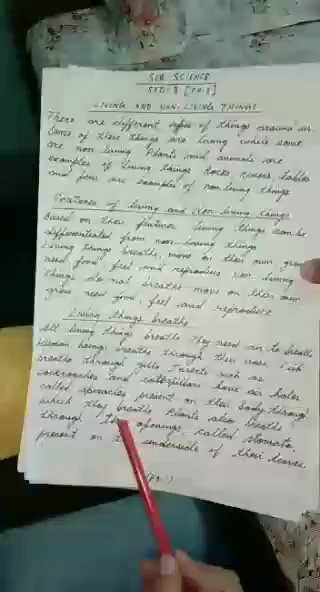 SUB SCIENCE
STD:3 [Ch.1]
LIVING AND NON-LIVING THINGS
There are different types of things around us.
Some of these things are living while some
are non living. Plants and animals are
examples of living things. Rocks rivers tables
and pens are examples of non living things
Features of living and Non living things
Based on their features living things can be
differentiated from non-living things
Living things breathe, move on their own grow
need food, feel and reproduce. Non living
things do not breathe move on their own
grow need food, feel and reproduce
Living things breathe
All living things breathe They need air to breathe
Human beings breathe through their nose Fish
breathe through gills Insects such as
cockroaches and caterpillars have air holes
called spiracles present on their body through
which they breathe Plants also breathe
through openings called stomata
present on underside of their leaves.